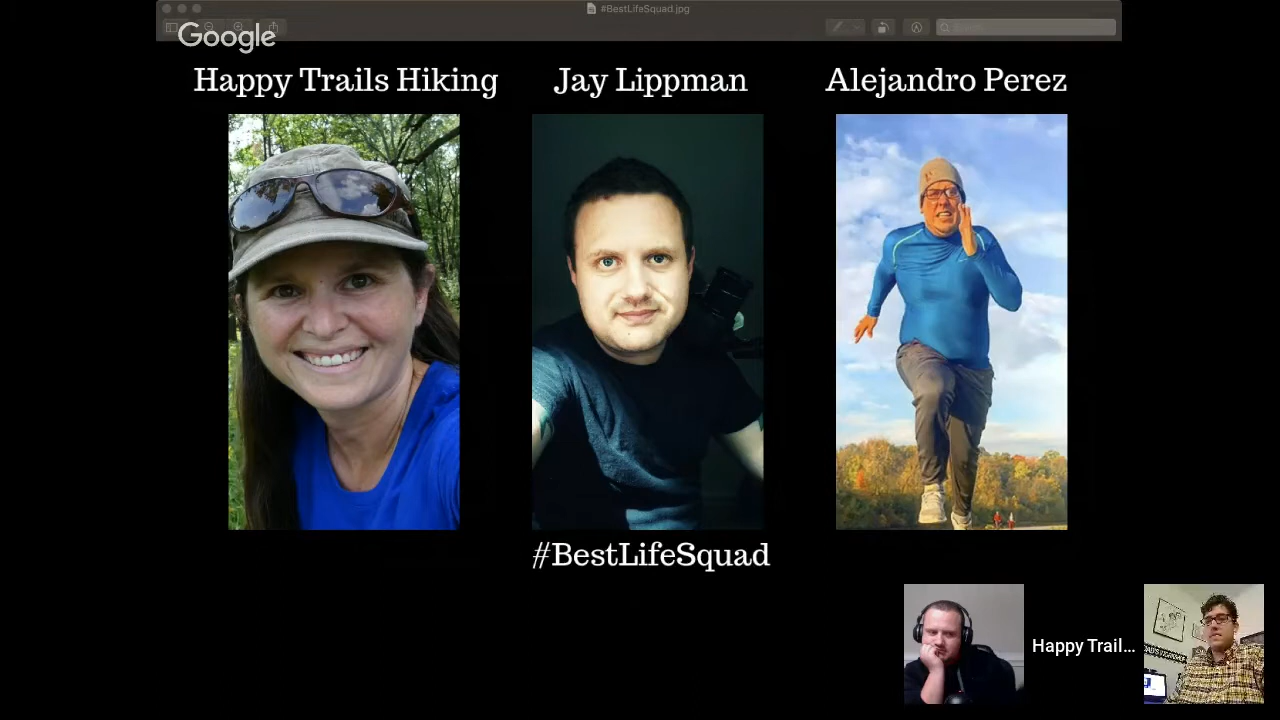 #BestLifeSquad.jpg
Google
Happy Trails Hiking
Jay Lippman
Alejandro Perez
#BestLifeSquad
Happy Trail...